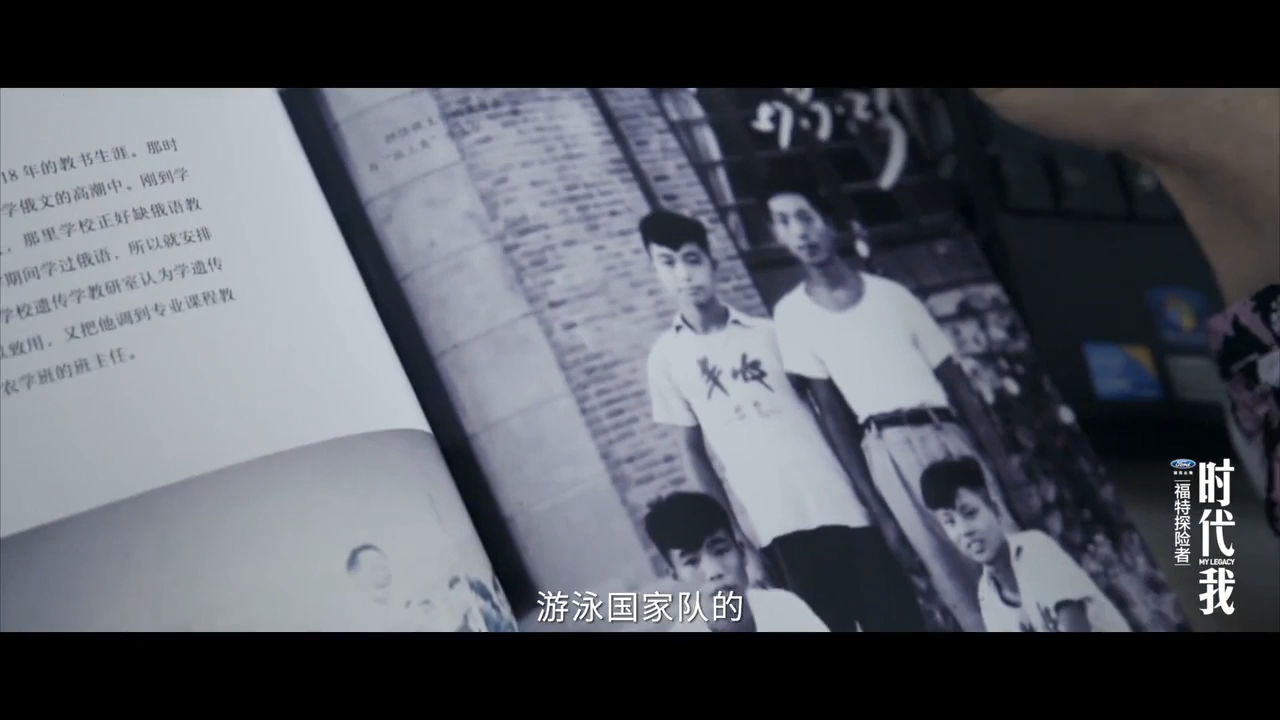 18 年的教书生涯。那时
学俄文的高潮中。刚到学
那里学校正好缺俄语教
期间学过俄语，所以就安排
学校遗传学教研室认为学遗传
致用，又把他调到专业课程教
农学班的班主任。
游泳国家队的
Ford
福特探险者
时代我
MY LEGACY